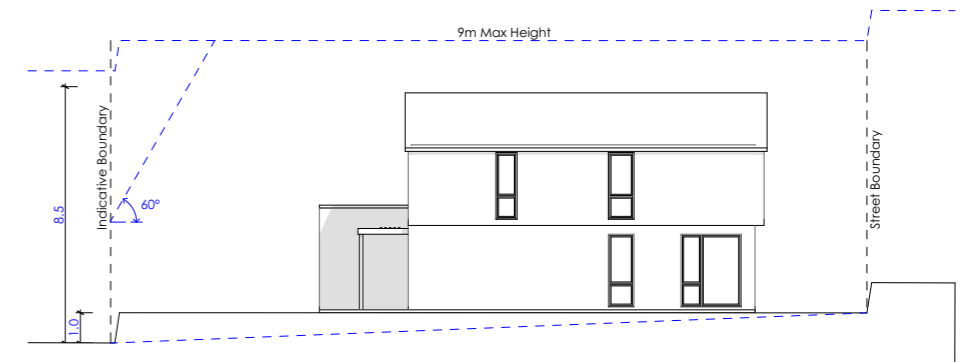 9m Max Height
Indicative Boundary
Street Boundary
60°
8.5
1.0